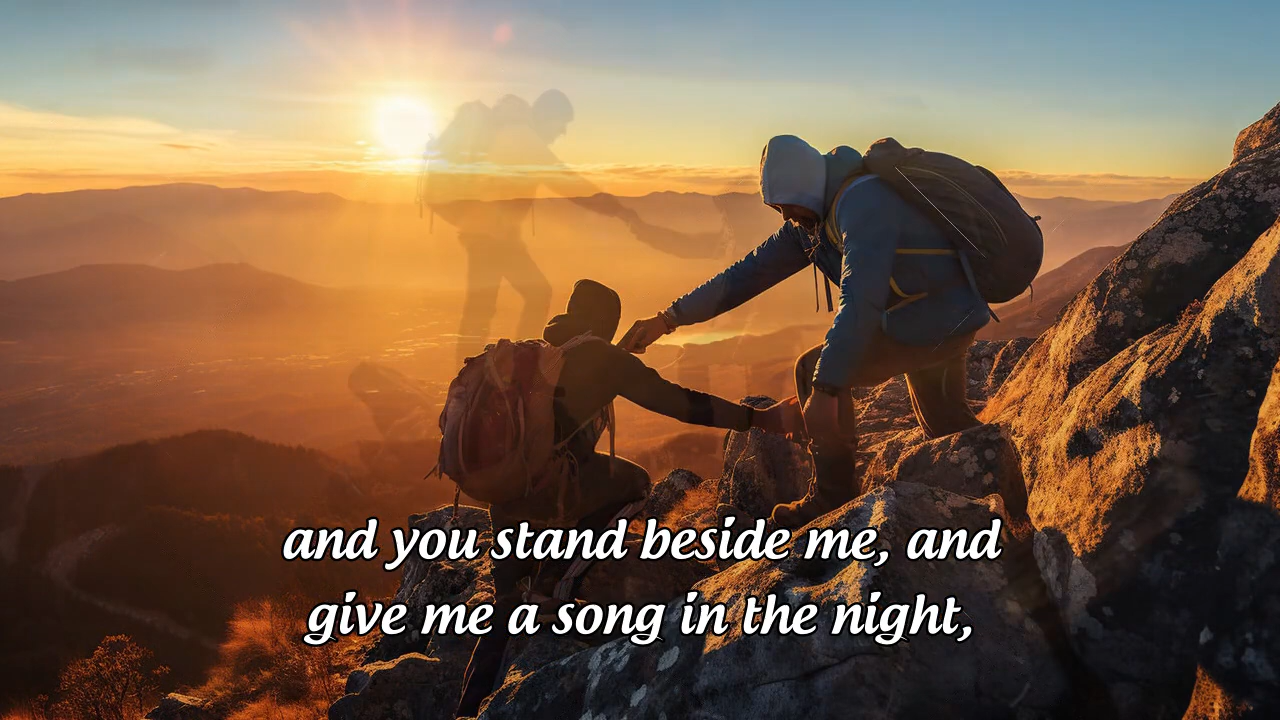 and you stand beside me, and
give me a song in the night,